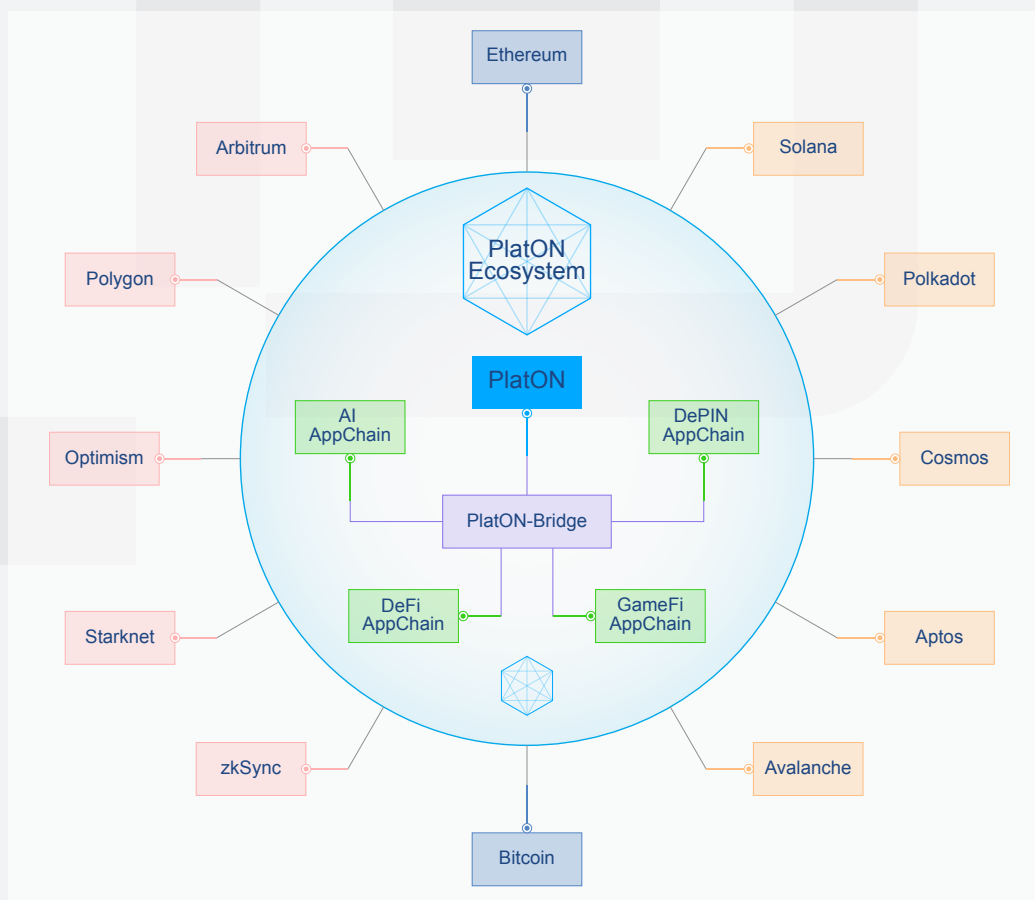 Ethereum
Arbitrum
Solana
PlatON
Ecosystem
Polygon
Polkadot
PlatON
AI
AppChain
DePIN
AppChain
Optimism
Cosmos
PlatON-Bridge
DeFi
AppChain
GameFi
AppChain
Starknet
Aptos
zkSync
Avalanche
Bitcoin